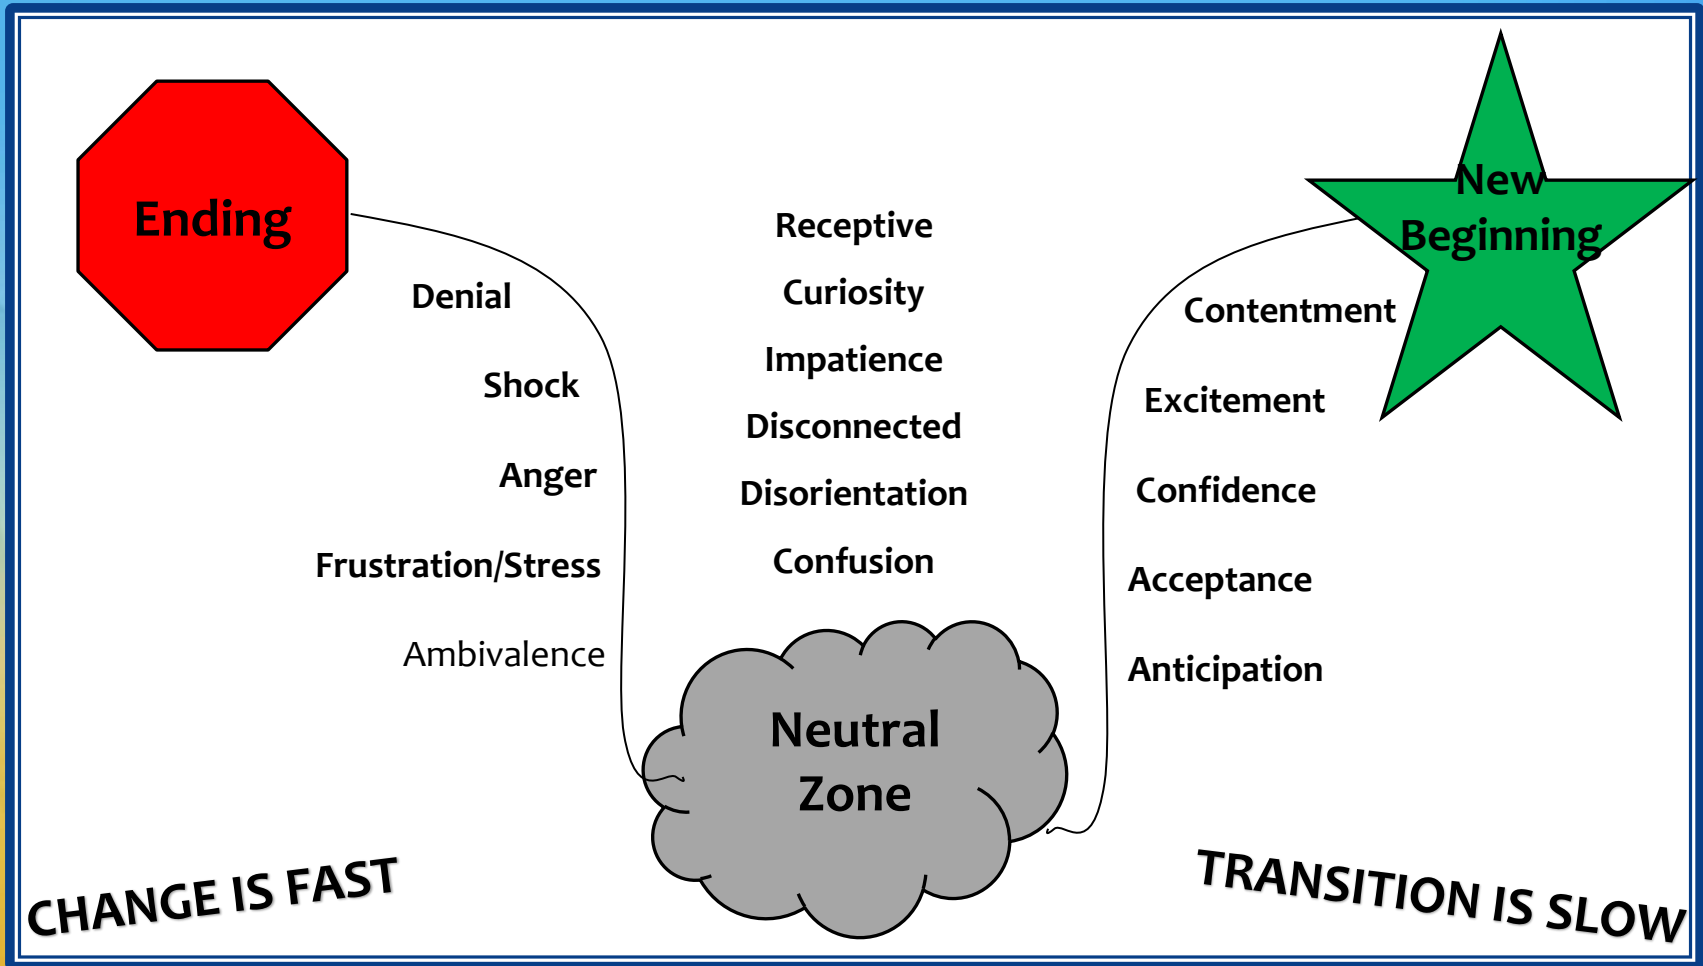 Ending
Denial
Shock
Anger
Frustration/Stress
Ambivalence
Receptive
Curiosity
Impatience
Disconnected
Disorientation
Confusion
Neutral
Zone
New
Beginning
Contentment
Excitement
Confidence
Acceptance
Anticipation
CHANGE IS FAST
TRANSITION IS SLOW